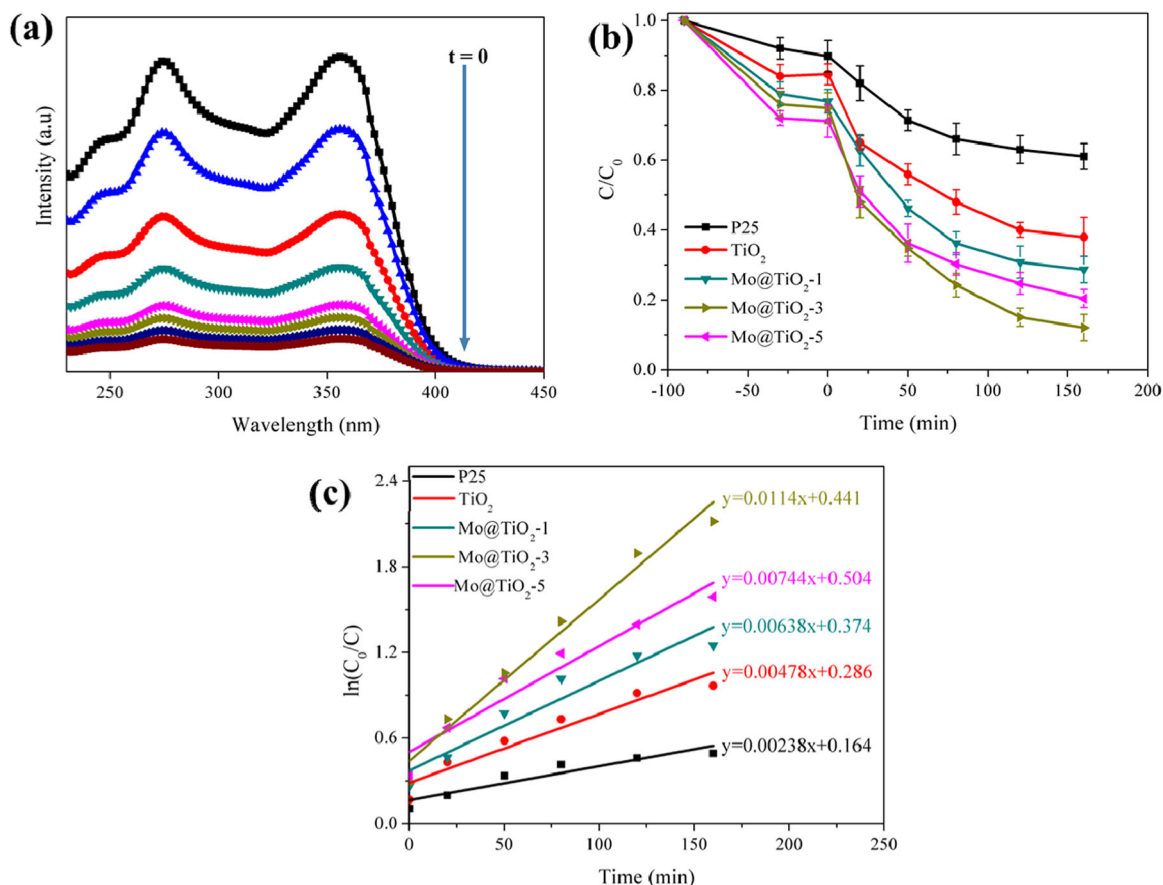 (a)
t = 0
Intensity (a.u)
250
300
350
400
450
Wavelength (nm)
(b)
1.0
0.8
0.6
0.4
0.2
0.0
C/C₀
P25
TiO₂
Mo@TiO₂-1
Mo@TiO₂-3
Mo@TiO₂-5
-100
-50
0
50
100
150
200
Time (min)
(c)
2.4
1.8
1.2
0.6
0.0
ln(C₀/C)
P25
TiO₂
Mo@TiO₂-1
Mo@TiO₂-3
Mo@TiO₂-5
y=0.0114x+0.441
y=0.00744x+0.504
y=0.00638x+0.374
y=0.00478x+0.286
y=0.00238x+0.164
0
50
100
150
200
250
Time (min)